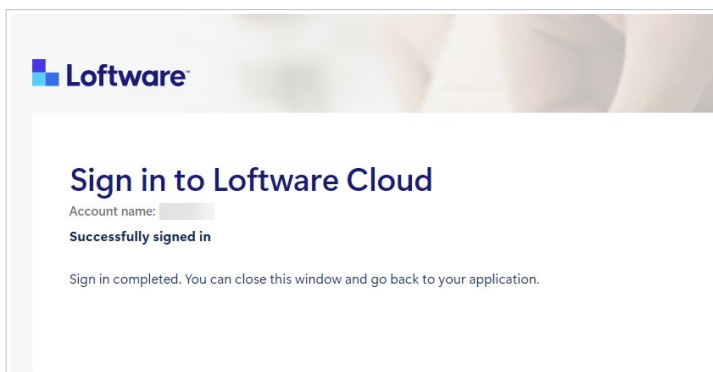 Loftware™
Sign in to Loftware Cloud
Account name:
Successfully signed in
Sign in completed. You can close this window and go back to your application.